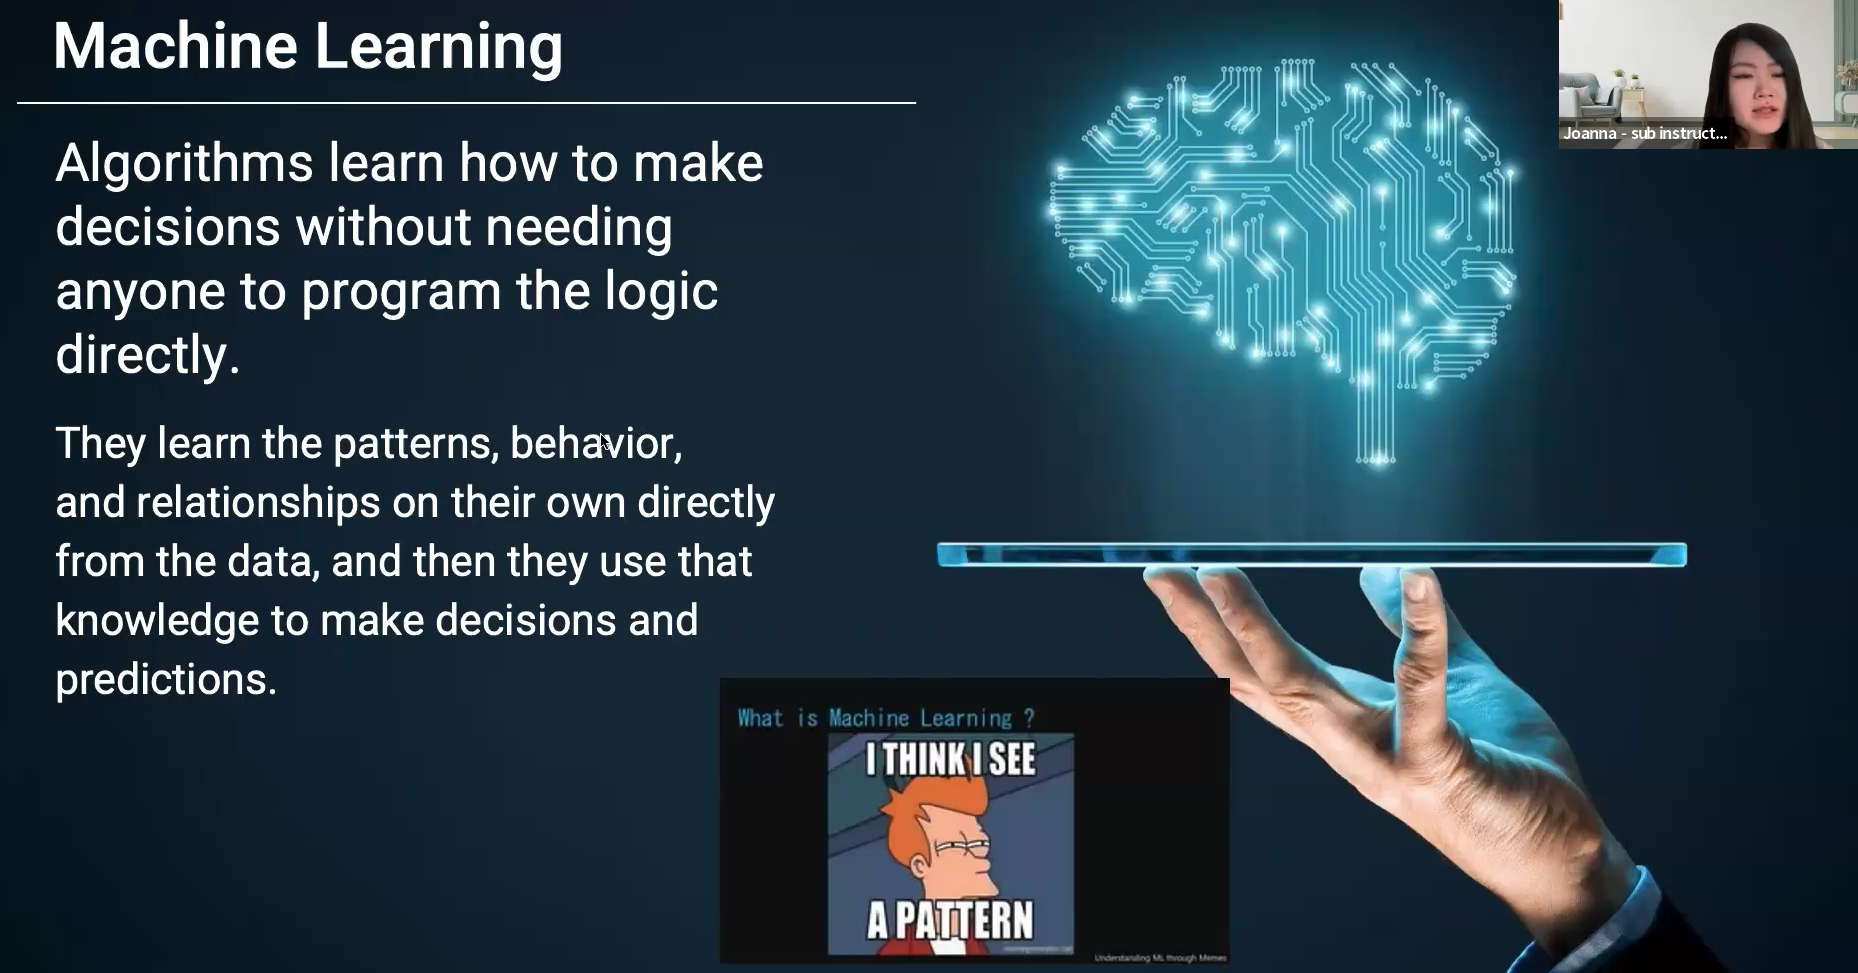 Machine Learning
Algorithms learn how to make
decisions without needing
anyone to program the logic
directly.
They learn the patterns, behavior,
and relationships on their own directly
from the data, and then they use that
knowledge to make decisions and
predictions.
Joanna - sub instruct...
What is Machine Learning ?
I THINK I SEE
A PATTERN
Understanding ML through Memes